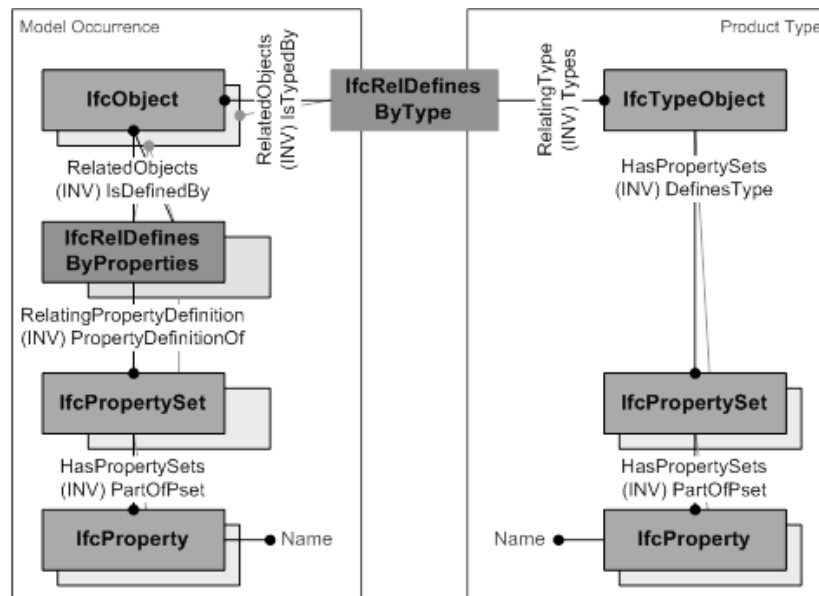 Model Occurrence
IfcObject
RelatedObjects
(INV) IsTypedBy
RelatedObjects
(INV) IsDefinedBy
IfcRelDefines
ByProperties
RelatingPropertyDefinition
(INV) PropertyDefinitionOf
IfcPropertySet
HasPropertySets
(INV) PartOfPset
IfcProperty
Name
IfcRelDefines
ByType
Product Type
RelatingType
(INV) Types
IfcTypeObject
HasPropertySets
(INV) DefinesType
IfcPropertySet
HasPropertySets
(INV) PartOfPset
Name
IfcProperty